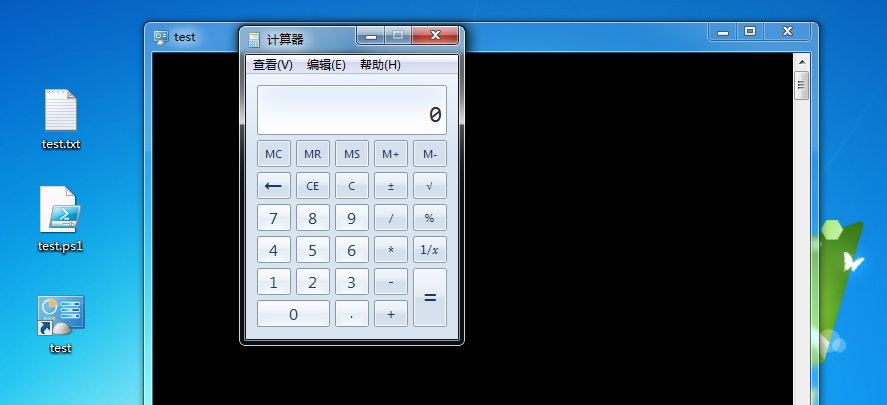 test
计算器
查看(V) 编辑(E) 帮助(H)
0
MC MR MS M+ M-
← CE C ± √
7 8 9 / %
4 5 6 * 1/x
1 2 3 - =
0 . +
test.txt
test.ps1
test